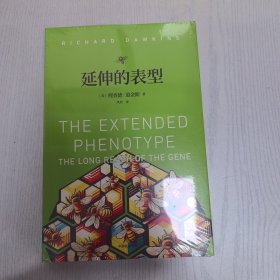 RICHARD DAWKINS
延伸的表型
THE EXTENDED
PHENOTYPE
THE LONG REACH OF THE GENE